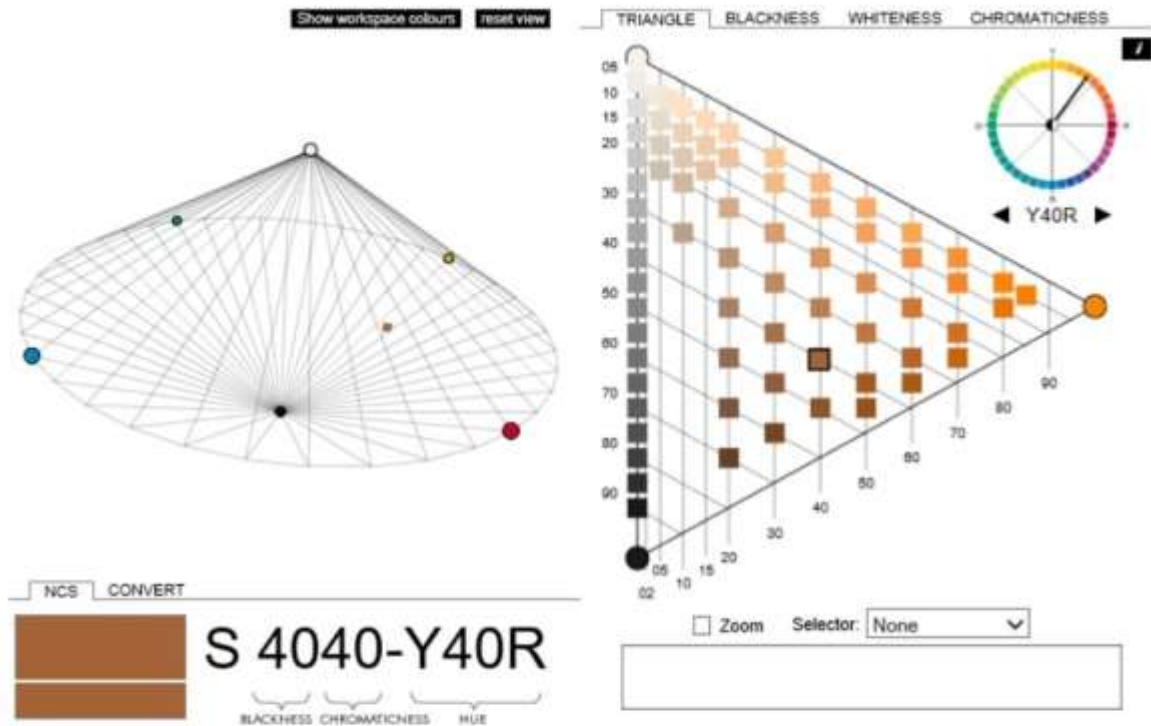 Show workspace colours reset view
TRIANGLE BLACKNESS WHITENESS CHROMATICNESS
i
Y40R
05
10
15
20
30
40
50
60
70
80
90
90
80
70
60
50
40
30
20
15
10
05
02
NCS CONVERT
S 4040-Y40R
BLACKNESS CHROMATICNESS HUE
Zoom Selector: None